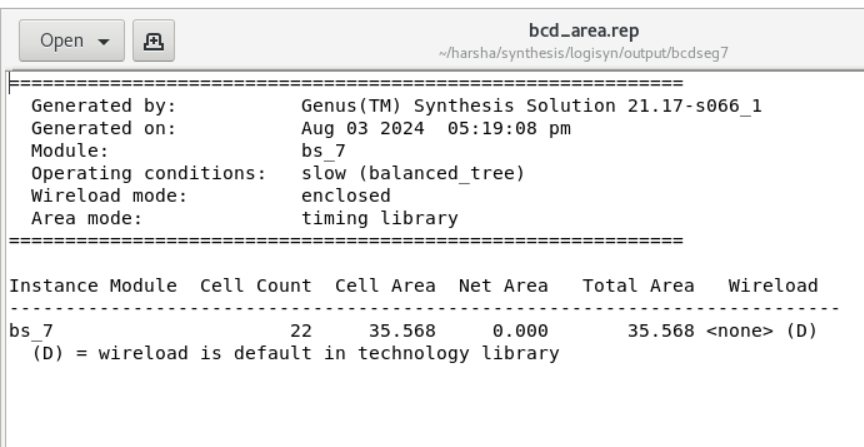 Open
bcd_area.rep
~/harsha/synthesis/logisyn/output/bcdseg7
============================================================
Generated by:           Genus(TM) Synthesis Solution 21.17-s066_1
Generated on:           Aug 03 2024  05:19:08 pm
Module:                 bs_7
Operating conditions:   slow (balanced_tree)
Wireload mode:          enclosed
Area mode:              timing library
============================================================
Instance Module  Cell Count  Cell Area  Net Area   Total Area   Wireload
--------------------------------------------------------------------------
bs_7                     22     35.568     0.000       35.568 <none> (D)
(D) = wireload is default in technology library